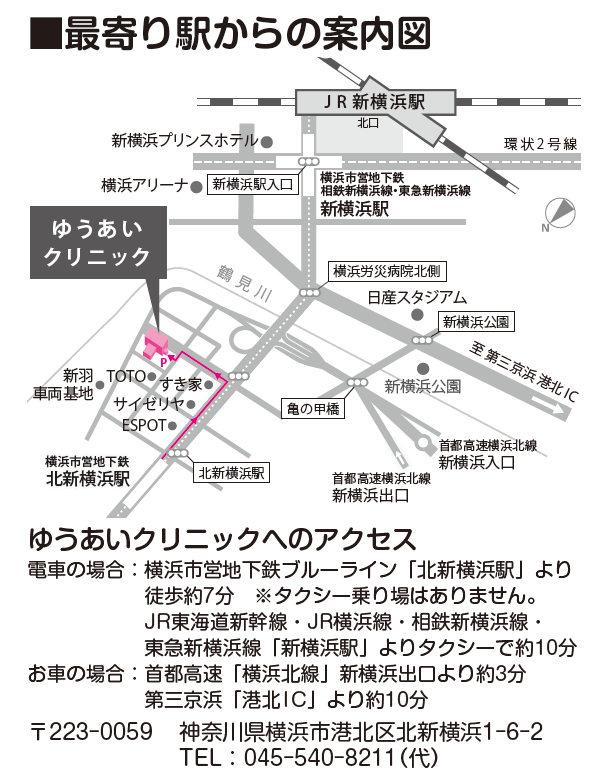 ■最寄り駅からの案内図
JR新横浜駅
北口
新横浜プリンスホテル
環状2号線
横浜アリーナ
新横浜駅入口
横浜市営地下鉄
相鉄新横浜線・東急新横浜線
新横浜駅
ゆうあい
クリニック
N
鶴見川
横浜労災病院北側
日産スタジアム
新横浜公園
至 第三京浜 港北IC
P
新羽
車両基地
TOTO
すき家
サイゼリヤ
ESPOT
新横浜公園
亀の甲橋
横浜市営地下鉄
北新横浜駅
北新横浜駅
首都高速横浜北線
新横浜入口
首都高速横浜北線
新横浜出口
ゆうあいクリニックへのアクセス
電車の場合：横浜市営地下鉄ブルーライン「北新横浜駅」より
徒歩約7分　※タクシー乗り場はありません。
JR東海道新幹線・JR横浜線・相鉄新横浜線・
東急新横浜線「新横浜駅」よりタクシーで約10分
お車の場合：首都高速「横浜北線」新横浜出口より約3分
第三京浜「港北IC」より約10分
〒223-0059　神奈川県横浜市港北区北新横浜1-6-2
TEL：045-540-8211（代）